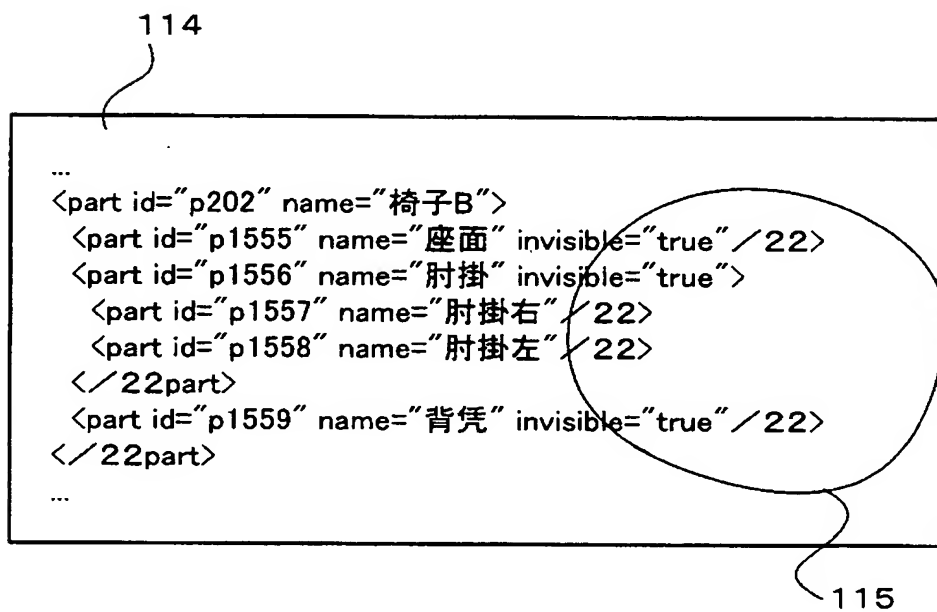 114
...
<part id="p202" name="椅子B">
<part id="p1555" name="座面" invisible="true"／22>
<part id="p1556" name="肘掛" invisible="true">
<part id="p1557" name="肘掛右"／22>
<part id="p1558" name="肘掛左"／22>
<／22part>
<part id="p1559" name="背凭" invisible="true"／22>
<／22part>
...
115